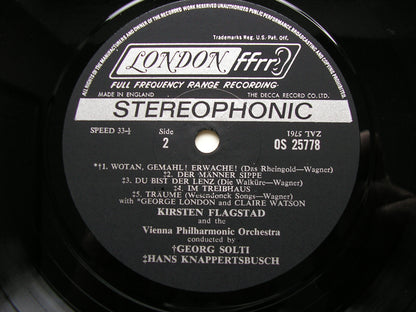 ALL RIGHTS OF THE MANUFACTURER AND OF THE OWNER OF THE RECORDED WORK RESERVED UNAUTHORISED PUBLIC PERFORMANCE BROADCASTING AND COPYING PROHIBITED
Trademarks Reg. U.S. Pat. Off.
LONDON ffrr
FULL FREQUENCY RANGE RECORDING
MADE IN ENGLAND THE DECCA RECORD CO. LTD.
STEREOPHONIC
SPEED 33⅓ Side ZAL 5761
2 OS 25778
*†1. WOTAN, GEMAHL! ERWACHE! (Das Rheingold—Wagner)
‡2. DER MÄNNER SIPPE
‡3. DU BIST DER LENZ (Die Walküre—Wagner)
‡4. IM TREIBHAUS
‡5. TRÄUME (Wesendonck Songs—Wagner)
with *GEORGE LONDON and CLAIRE WATSON
KIRSTEN FLAGSTAD
and the
Vienna Philharmonic Orchestra
conducted by
†GEORG SOLTI
‡HANS KNAPPERTSBUSCH